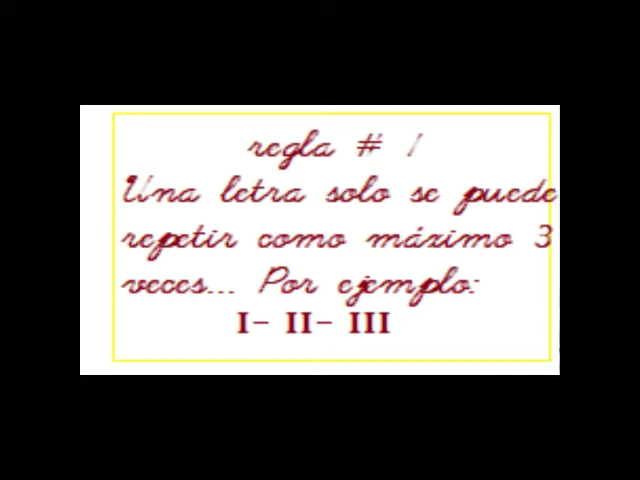 regla # 1
Una letra solo se puede
repetir como máximo 3
veces... Por ejemplo:
I- II- III